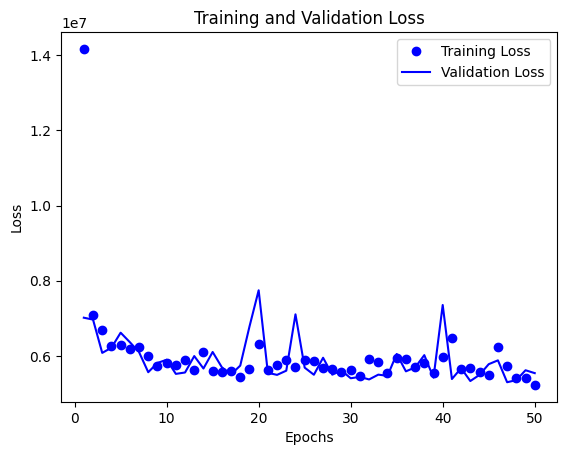 Training and Validation Loss
1e7
Training Loss
Validation Loss
1.4
1.2
1.0
0.8
0.6
Loss
0 10 20 30 40 50
Epochs